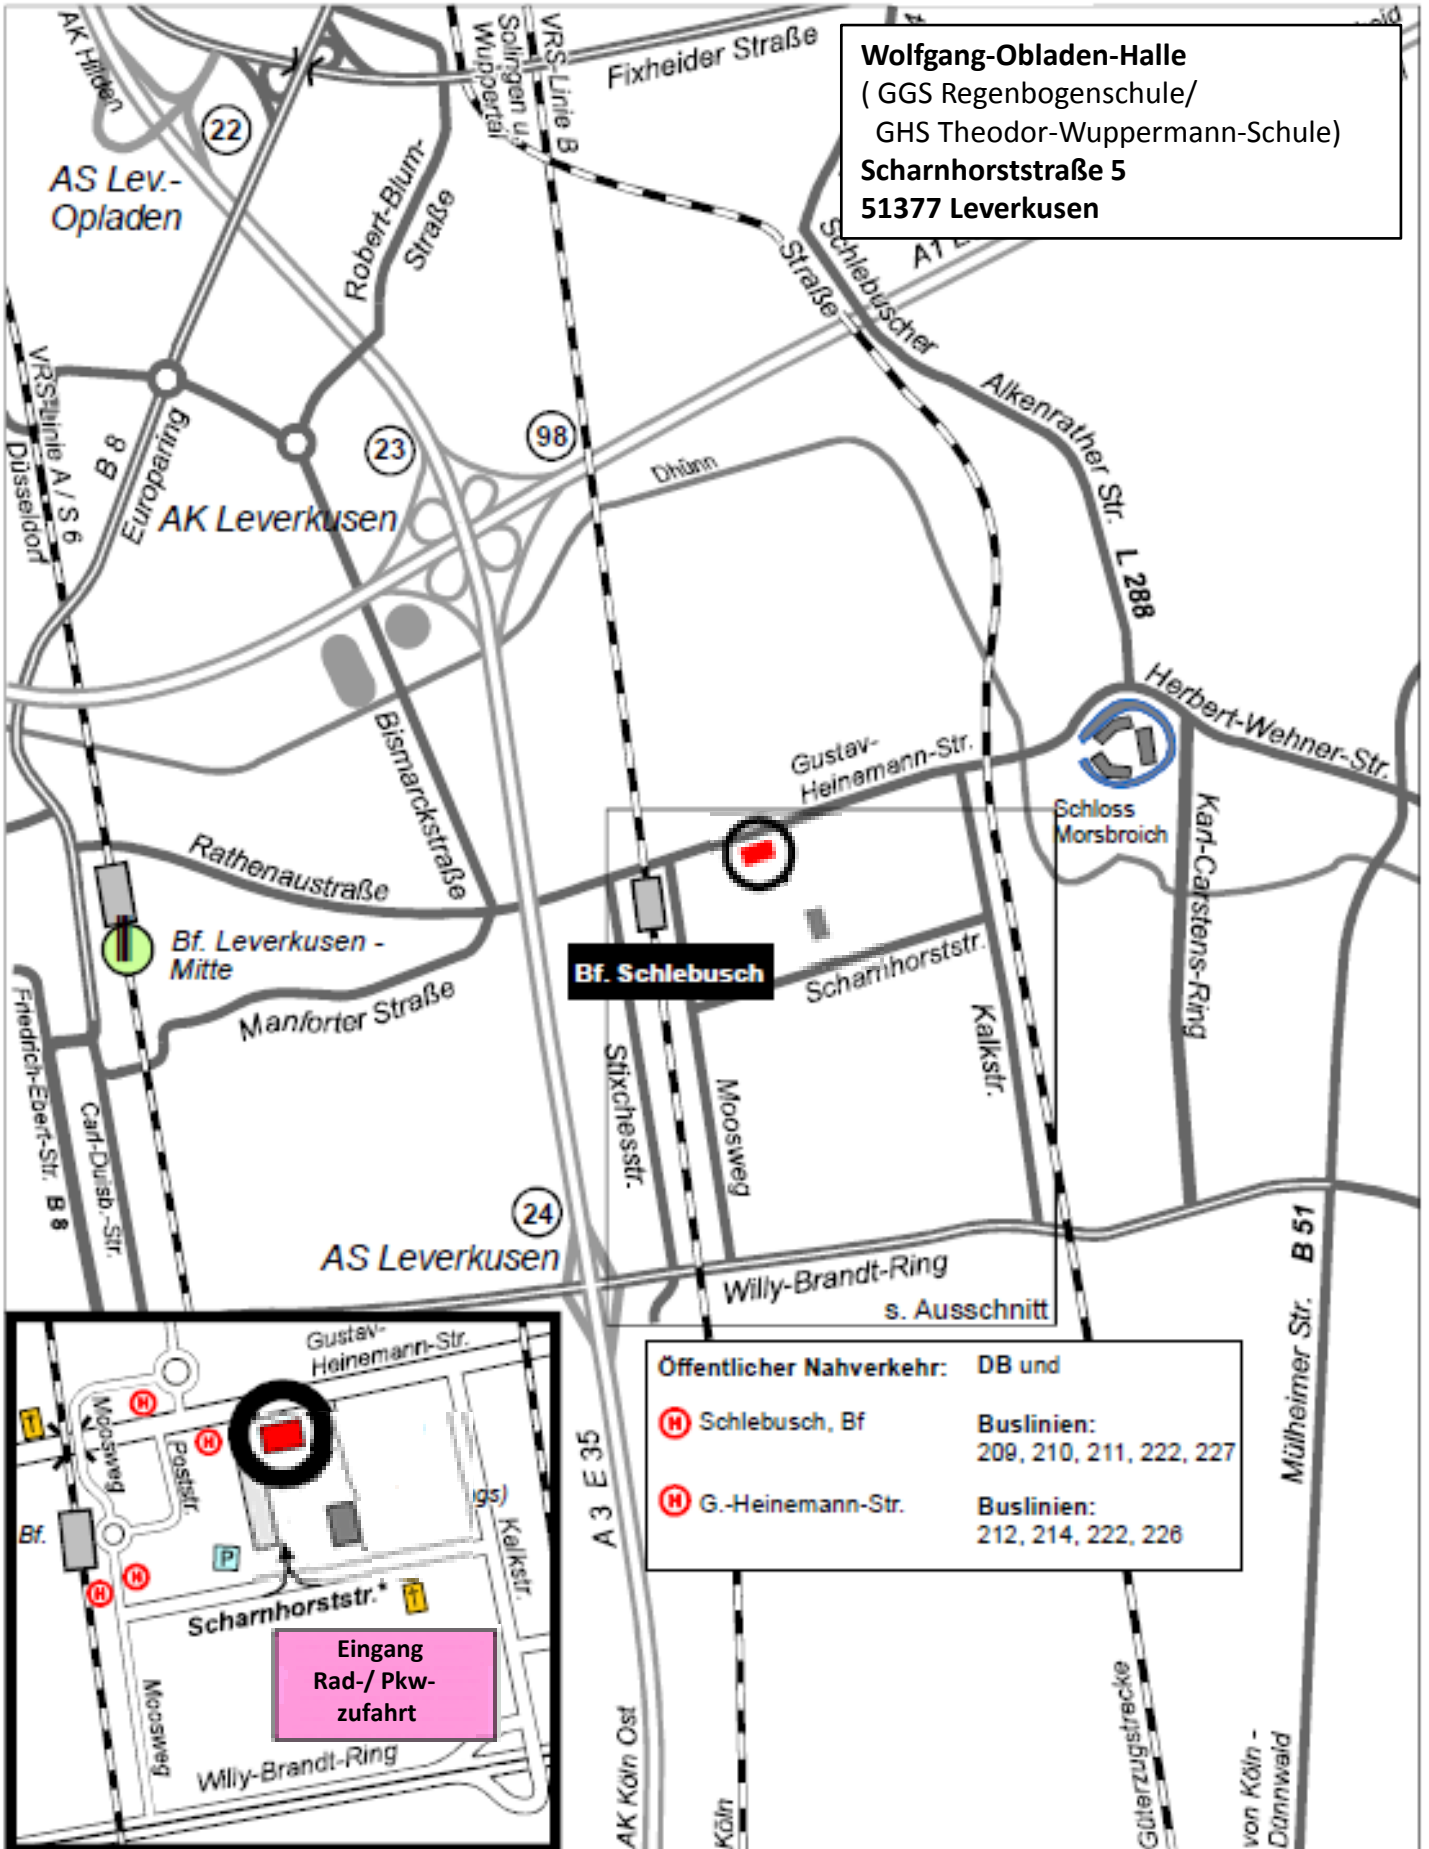 AK Hilden
22
AS Lev.-
Opladen
Robert-Blum-
Straße
Solingen u.
Wuppertal
VRS-Linie B
Fixheider Straße
Wolfgang-Obladen-Halle
( GGS Regenbogenschule/
GHS Theodor-Wuppermann-Schule)
Scharnhorststraße 5
51377 Leverkusen
A1
Straße
Schlebuscher
Alkenrather Str.
L 288
VRS-Linie A / S 6
Düsseldorf
B 8
Europaring
23
98
AK Leverkusen
Dhünn
Herbert-Wehner-Str.
Gustav-
Heinemann-Str.
Bismarckstraße
Rathenaustraße
Schloss
Morsbroich
Karl-Carstens-Ring
Bf. Leverkusen -
Mitte
Bf. Schlebusch
Scharnhorststr.
Manforter Straße
Friedrich-Ebert-Str.
B 8
Carl-Duisb.-Str.
Stixchesstr.
Moosweg
Kalkstr.
24
AS Leverkusen
Willy-Brandt-Ring
s. Ausschnitt
B 51
Mülheimer Str.
Öffentlicher Nahverkehr: DB und
H Schlebusch, Bf Buslinien:
209, 210, 211, 222, 227
H G.-Heinemann-Str. Buslinien:
212, 214, 222, 226
A 3 E 35
AK Köln Ost
Köln
Güterzugstrecke
von Köln -
Dünnwald
Gustav-
Heinemann-Str.
H
Moosweg
H
Poststr.
gs)
Kalkstr.
Bf.
P
H
H
Scharnhorststr.*
Eingang
Rad-/ Pkw-
zufahrt
Moosweg
Willy-Brandt-Ring